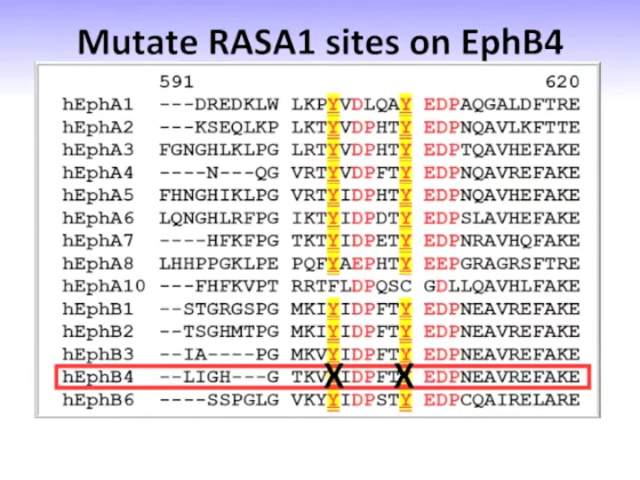 Mutate RASA1 sites on EphB4
591 620
hEphA1 ---DREDKLW LKPYVDLQAY EDPAQGALDFTRE
hEphA2 ---KSEQLKP LKTYVDPHTY EDPNQAVLKFTTE
hEphA3 FGNGHLKLPG LRTYVDPHTY EDPTQAVHEFAKE
hEphA4 ----N---QG VRTYVDPFTY EDPNQAVREFAKE
hEphA5 FHNGHIKLPG VRTYIDPHTY EDPNQAVHEFAKE
hEphA6 LQNGHLRFPG IKTYIDPDTY EDPSLAVHEFAKE
hEphA7 ----HFKFPG TKTYIDPETY EDPNRAVHQFAKE
hEphA8 LHHPPGKLPE PQFYAEPHTY EEPGRAGRSFTRE
hEphA10 ---FHFKVPT RRTFLDPQSC GDLLQAVHLFAKE
hEphB1 --STGRGSPG MKIYIDPFTY EDPNEAVREFAKE
hEphB2 --TSGHMTPG MKIYIDPFTY EDPNEAVREFAKE
hEphB3 --IA----PG MKVYIDPFTY EDPNEAVREFAKE
hEphB4 --LIGH---G TKVXIDPFTX EDPNEAVREFAKE
hEphB6 ----SSPGLG VKYYIDPSTY EDPCQAIRELARE